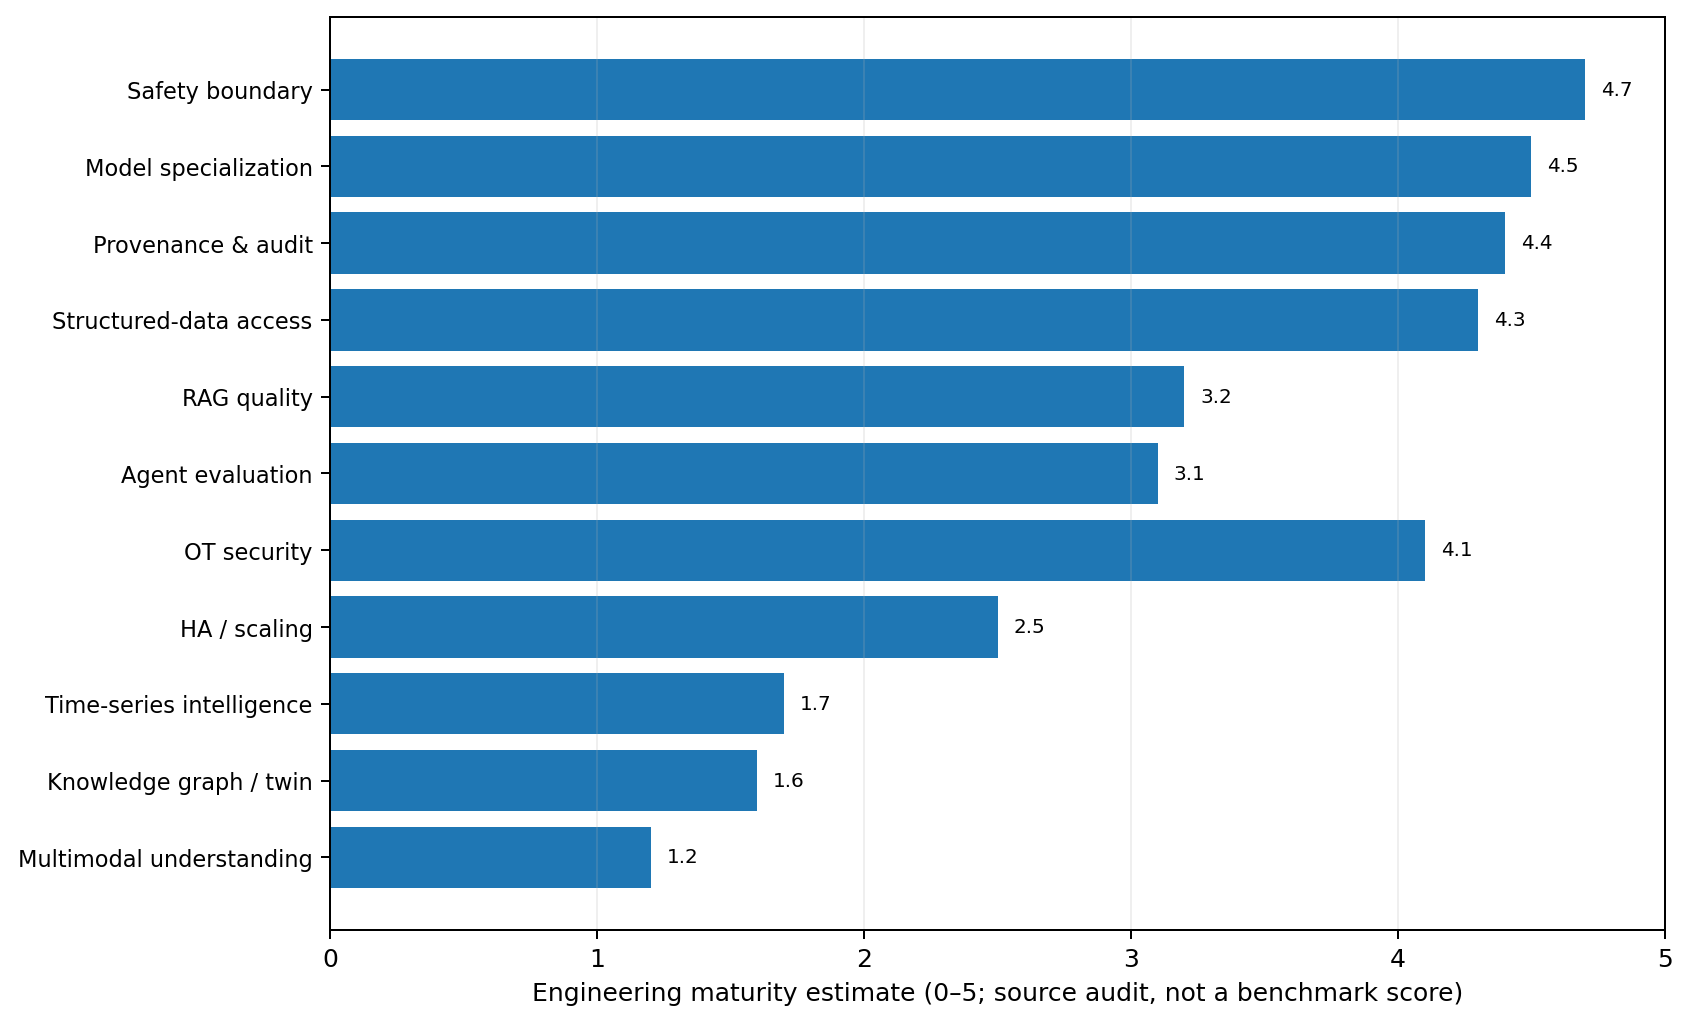 Safety boundary 4.7
Model specialization 4.5
Provenance & audit 4.4
Structured-data access 4.3
RAG quality 3.2
Agent evaluation 3.1
OT security 4.1
HA / scaling 2.5
Time-series intelligence 1.7
Knowledge graph / twin 1.6
Multimodal understanding 1.2
0 1 2 3 4 5
Engineering maturity estimate (0–5; source audit, not a benchmark score)